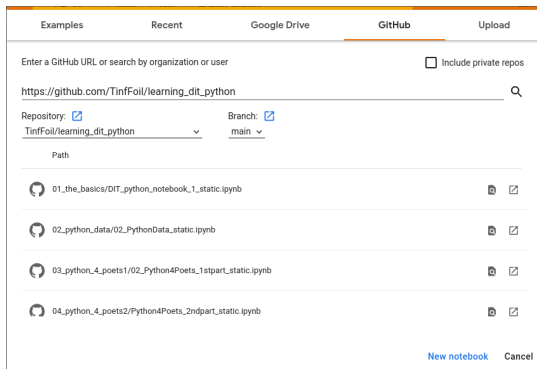 Examples Recent Google Drive GitHub Upload
Enter a GitHub URL or search by organization or user Include private repos
https://github.com/TinfFoil/learning_dit_python
Repository: Branch:
TinfFoil/learning_dit_python main
Path
01_the_basics/DIT_python_notebook_1_static.ipynb
02_python_data/02_PythonData_static.ipynb
03_python_4_poets1/02_Python4Poets_1stpart_static.ipynb
04_python_4_poets2/Python4Poets_2ndpart_static.ipynb
New notebook Cancel